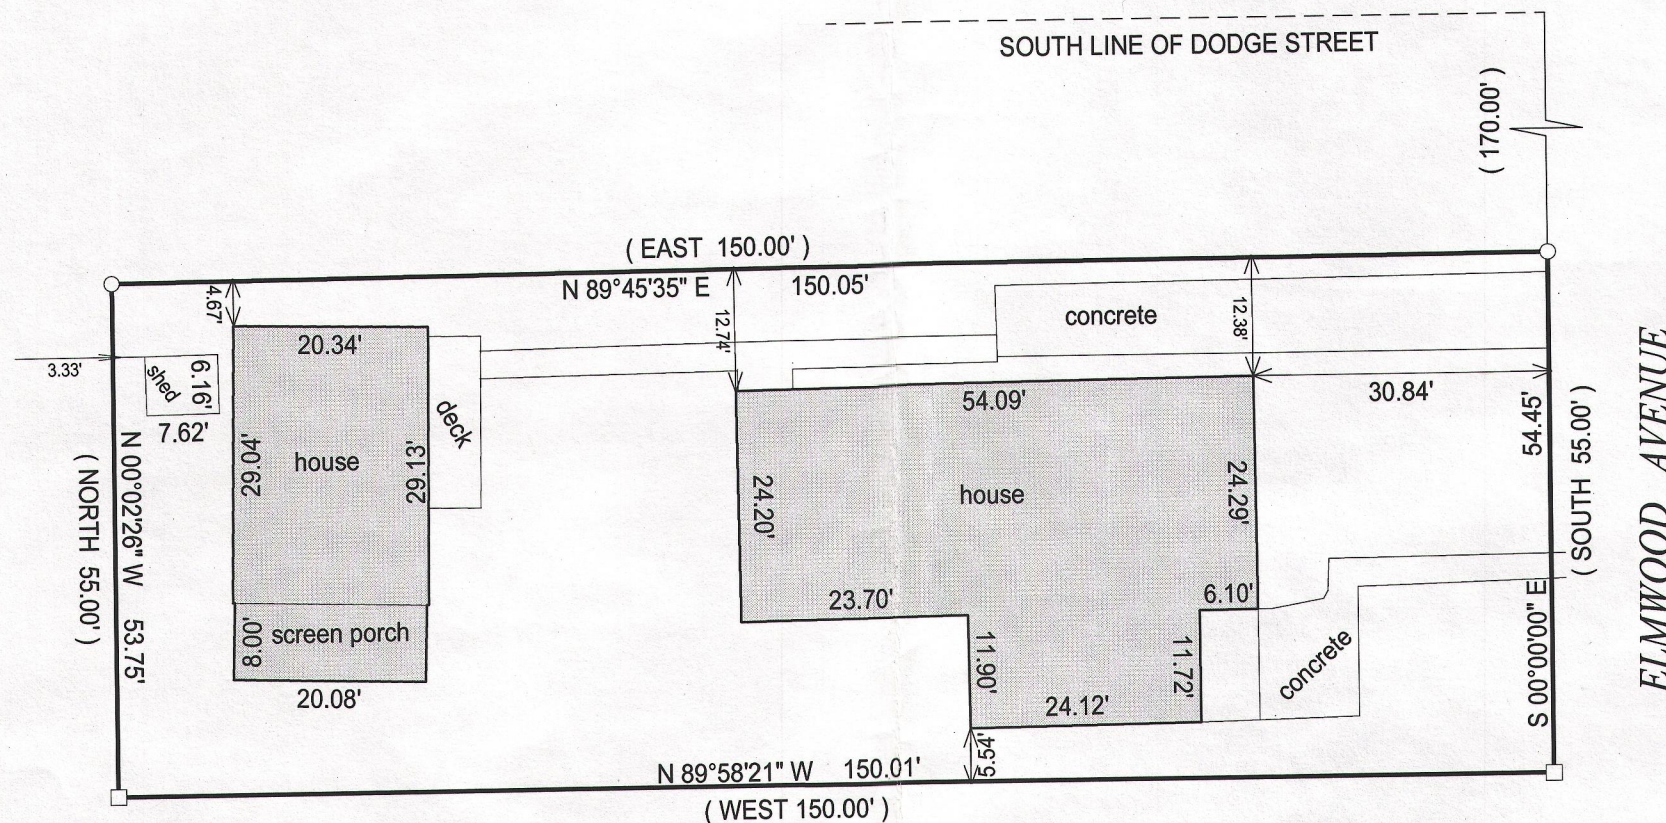 SOUTH LINE OF DODGE STREET
( 170.00' )
( EAST 150.00' )
N 89°45'35" E 150.05'
4.67'
12.74'
12.38'
concrete
20.34'
3.33'
shed
6.16'
7.62'
deck
54.09'
30.84'
54.45'
( SOUTH 55.00' )
ELMWOOD AVENUE
N 00°02'26" W 53.75'
( NORTH 55.00' )
29.04'
house
29.13'
24.20'
house
24.29'
23.70'
6.10'
8.00'
screen porch
20.08'
11.90'
11.72'
24.12'
concrete
S 00°00'00" E
5.54'
N 89°58'21" W 150.01'
( WEST 150.00' )